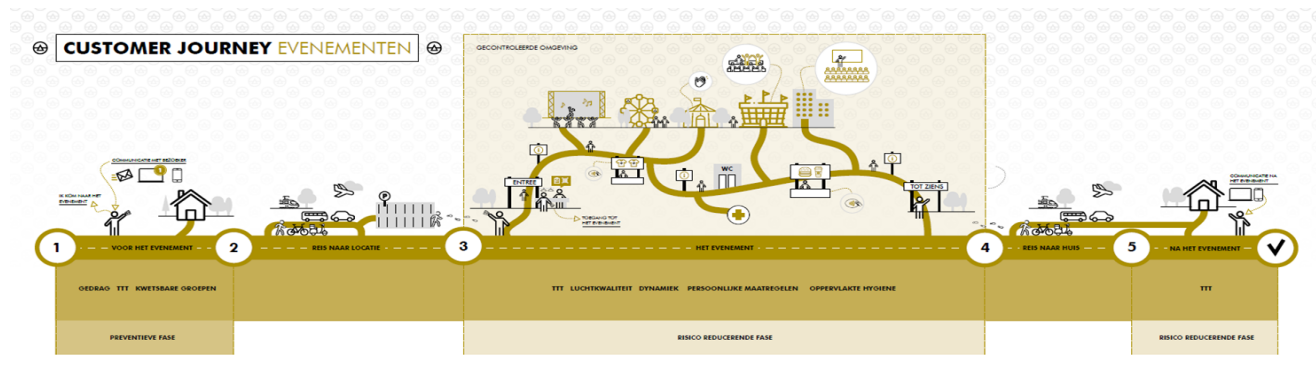 CUSTOMER JOURNEY EVENEMENTEN
GECONTROLEERDE OMGEVING
COMMUNICATIE MET BEZOEKER
1
IK KOM NAAR HET
EVENEMENT
P
ENTREE
TOEGANG TOT
HET EVENEMENT
WC
TOT ZIENS
COMMUNICATIE NA
HET EVENEMENT
1 VOOR HET EVENEMENT 2 REIS NAAR LOCATIE 3 HET EVENEMENT 4 REIS NAAR HUIS 5 NA HET EVENEMENT
GEDRAG TTT KWETSBARE GROEPEN
TTT LUCHTKWALITEIT DYNAMIEK PERSOONLIJKE MAATREGELEN OPPERVLAKTE HYGIENE
TTT
PREVENTIEVE FASE
RISICO REDUCERENDE FASE
RISICO REDUCERENDE FASE